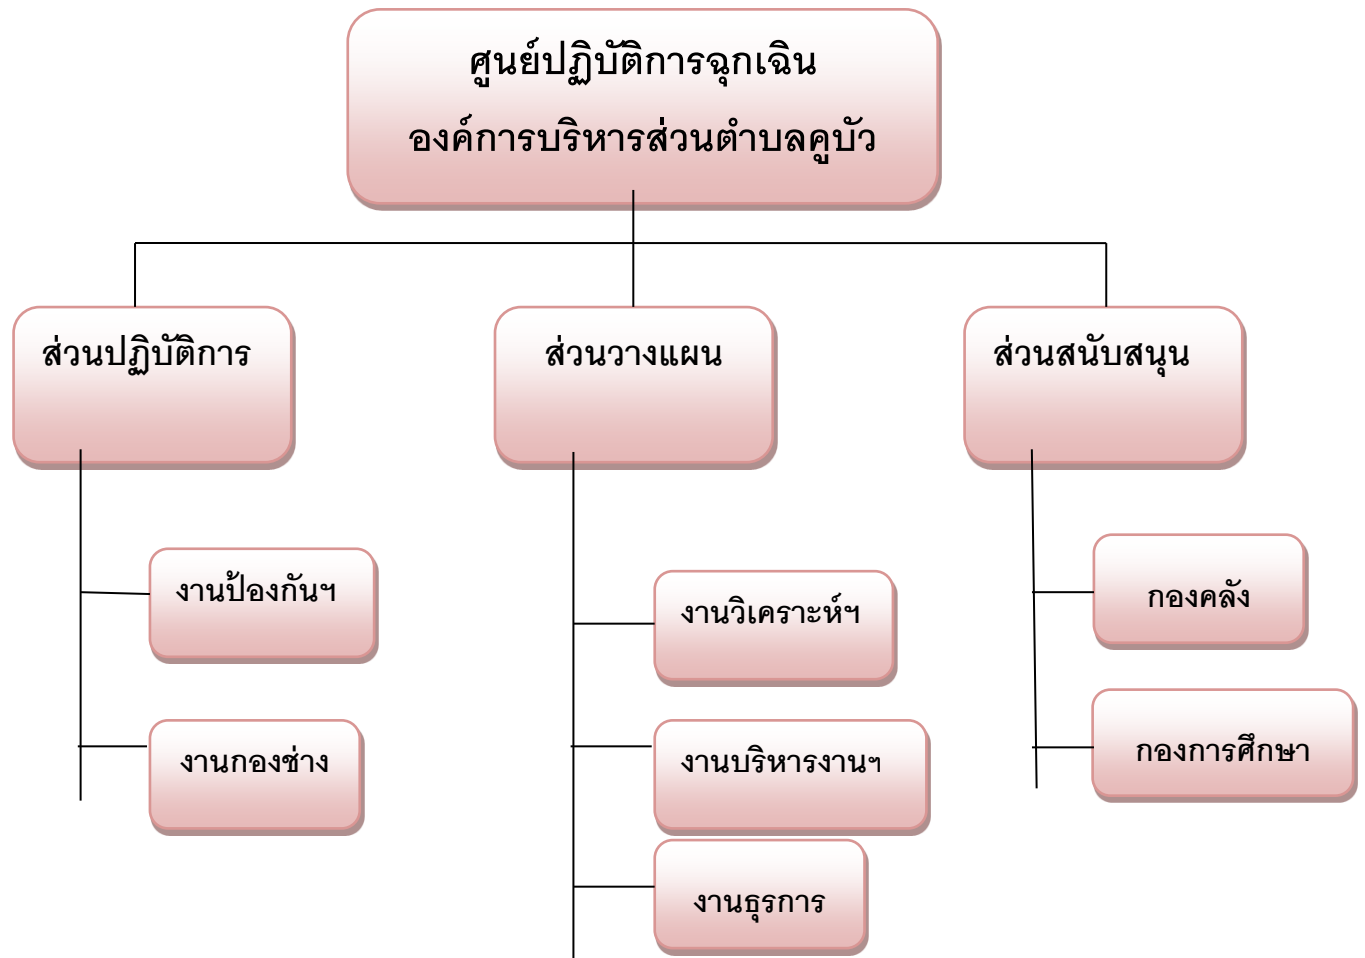 ศูนย์ปฏิบัติการฉุกเฉิน
องค์การบริหารส่วนตำบลคูบัว
ส่วนปฏิบัติการ
ส่วนวางแผน
ส่วนสนับสนุน
งานป้องกันฯ
งานวิเคราะห์ฯ
กองคลัง
งานกองช่าง
งานบริหารงานฯ
กองการศึกษา
งานธุรการ